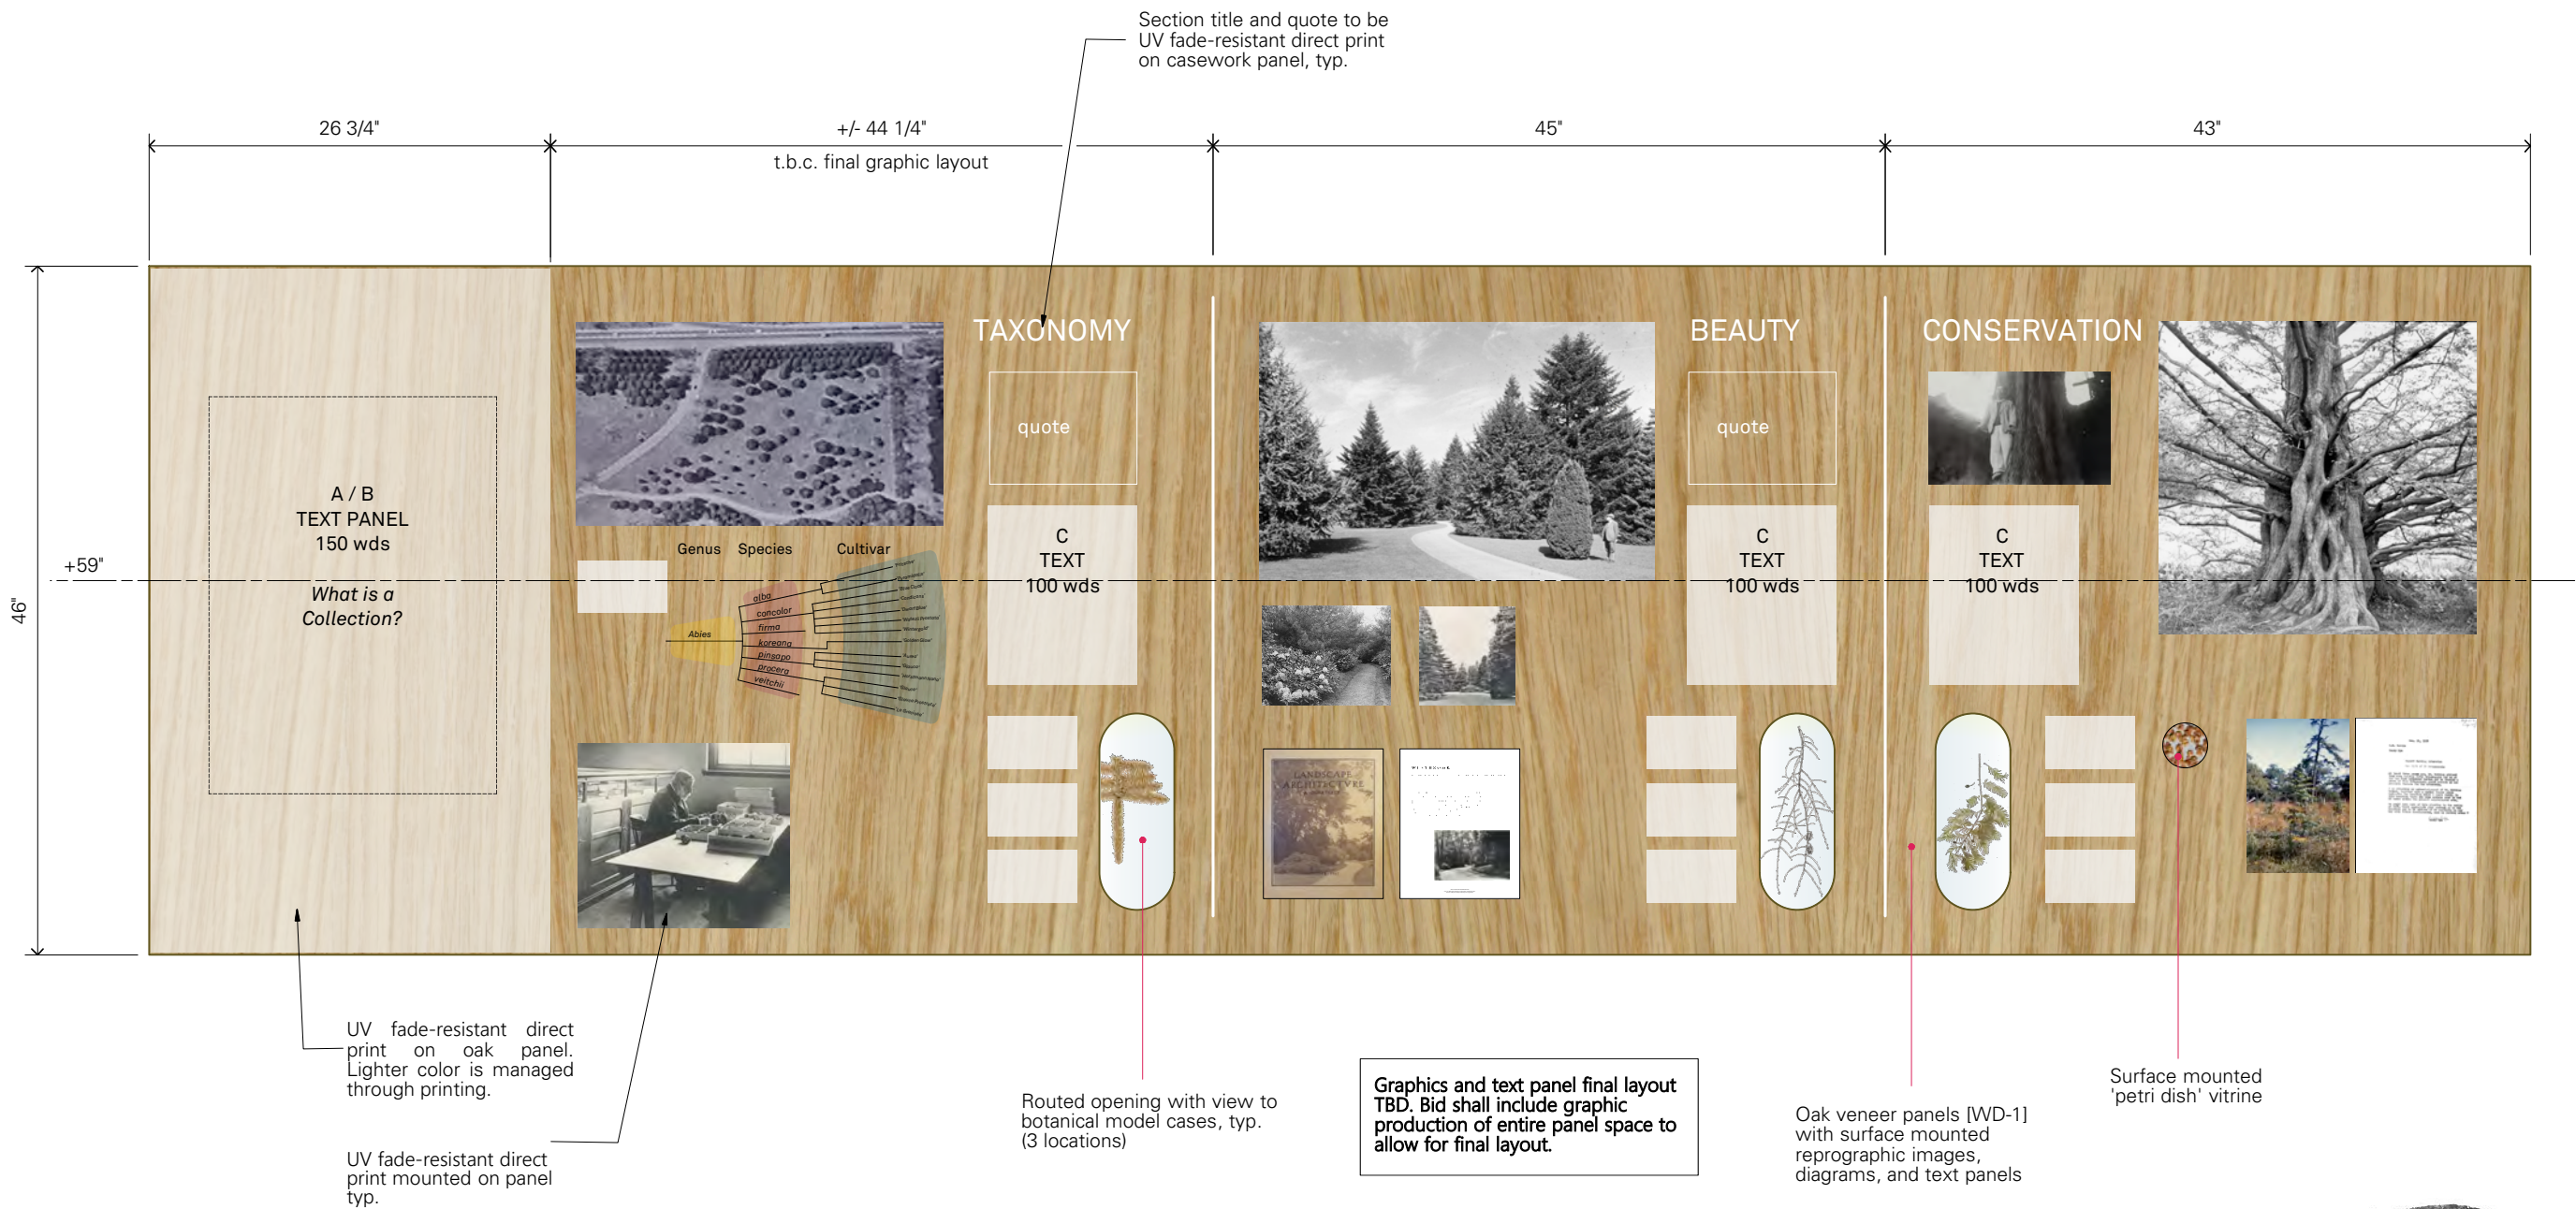 Section title and quote to be
UV fade-resistant direct print
on casework panel, typ.
26 3/4"
+/- 44 1/4"
45"
43"
t.b.c. final graphic layout
TAXONOMY
BEAUTY
CONSERVATION
quote
quote
A / B
TEXT PANEL
150 wds
What is a
Collection?
+59"
46"
Genus Species Cultivar
Abies
alba
concolor
firma
koreana
pinsapo
procera
veitchii
C
TEXT
100 wds
C
TEXT
100 wds
C
TEXT
100 wds
LANDSCAPE
ARCHITECTVRE
UV fade-resistant direct
print on oak panel.
Lighter color is managed
through printing.
UV fade-resistant direct
print mounted on panel
typ.
Routed opening with view to
botanical model cases, typ.
(3 locations)
Graphics and text panel final layout
TBD. Bid shall include graphic
production of entire panel space to
allow for final layout.
Oak veneer panels [WD-1]
with surface mounted
reprographic images,
diagrams, and text panels
Surface mounted
'petri dish' vitrine